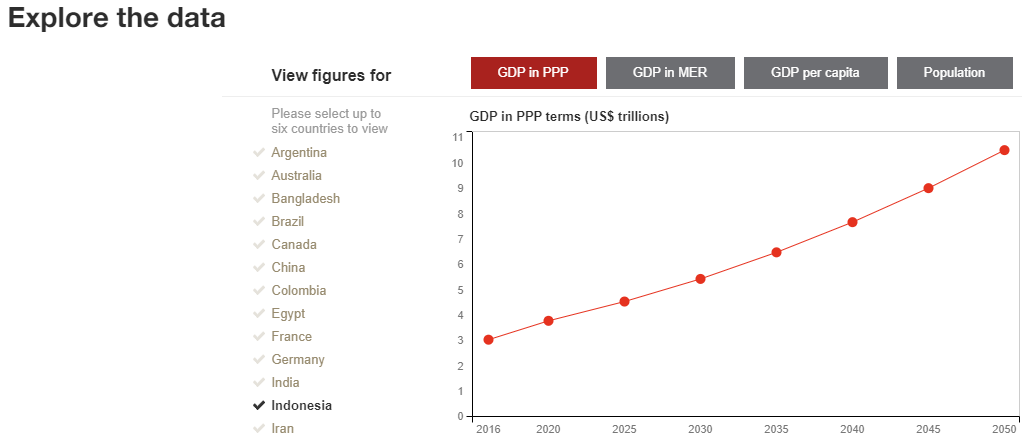 Explore the data
View figures for
GDP in PPP
GDP in MER
GDP per capita
Population
Please select up to
six countries to view
Argentina
Australia
Bangladesh
Brazil
Canada
China
Colombia
Egypt
France
Germany
India
Indonesia
Iran
GDP in PPP terms (US$ trillions)
11
10
9
8
7
6
5
4
3
2
1
0
2016 2020 2025 2030 2035 2040 2045 2050